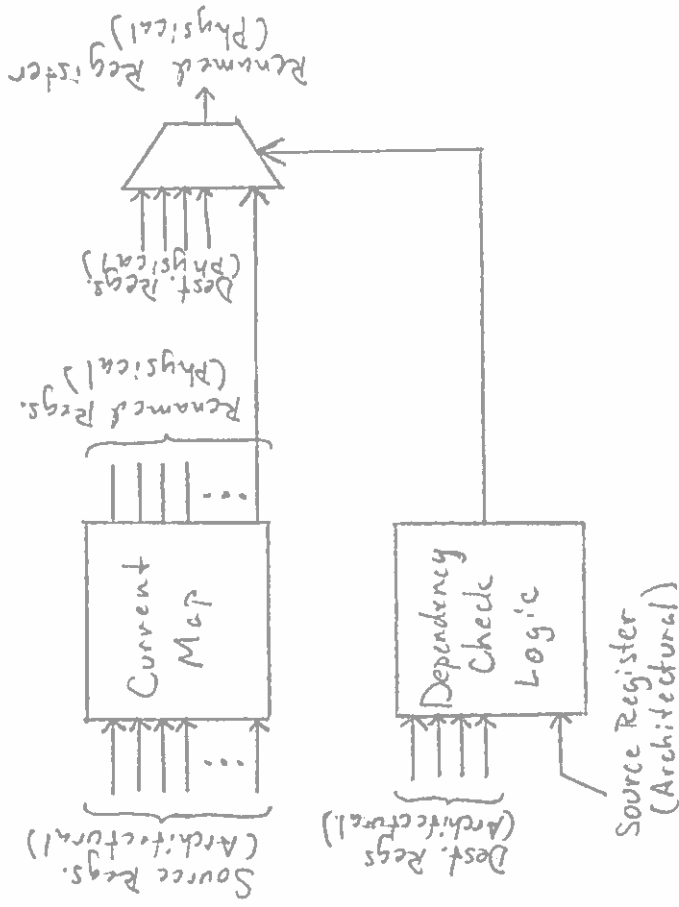 Renamed Register
(Physical)
Dest. Regs.
(Physical)
Renamed Regs.
(Physical)
Current
Map
Source Regs.
(Architectural)
Dependency
Check
Logic
Dest. Regs
(Architectural)
Source Register
(Architectural)